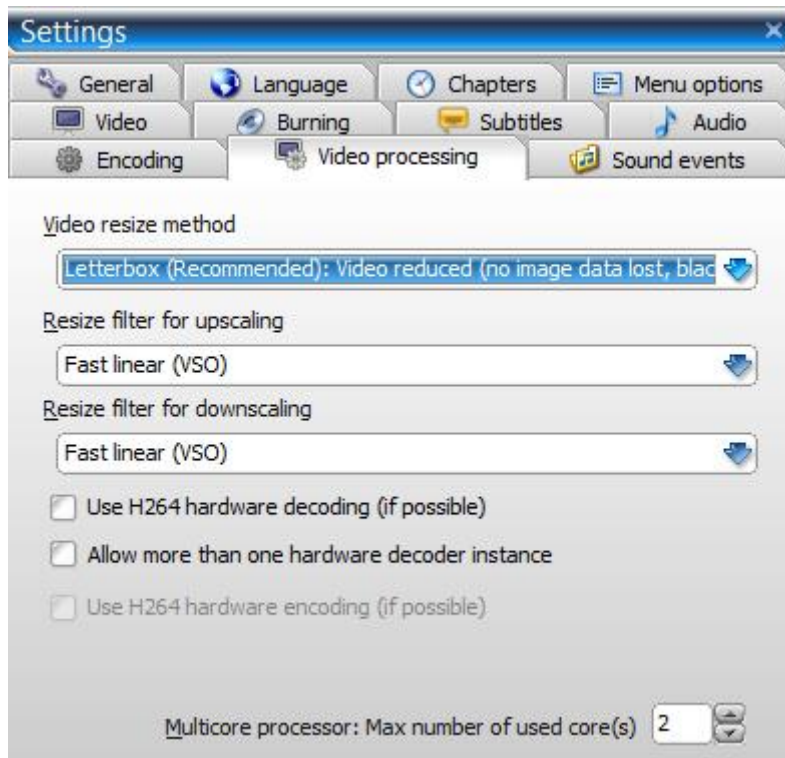 Settings
General Language Chapters Menu options
Video Burning Subtitles Audio
Encoding Video processing Sound events
Video resize method
Letterbox (Recommended): Video reduced (no image data lost, blac
Resize filter for upscaling
Fast linear (VSO)
Resize filter for downscaling
Fast linear (VSO)
Use H264 hardware decoding (if possible)
Allow more than one hardware decoder instance
Use H264 hardware encoding (if possible)
Multicore processor: Max number of used core(s) 2